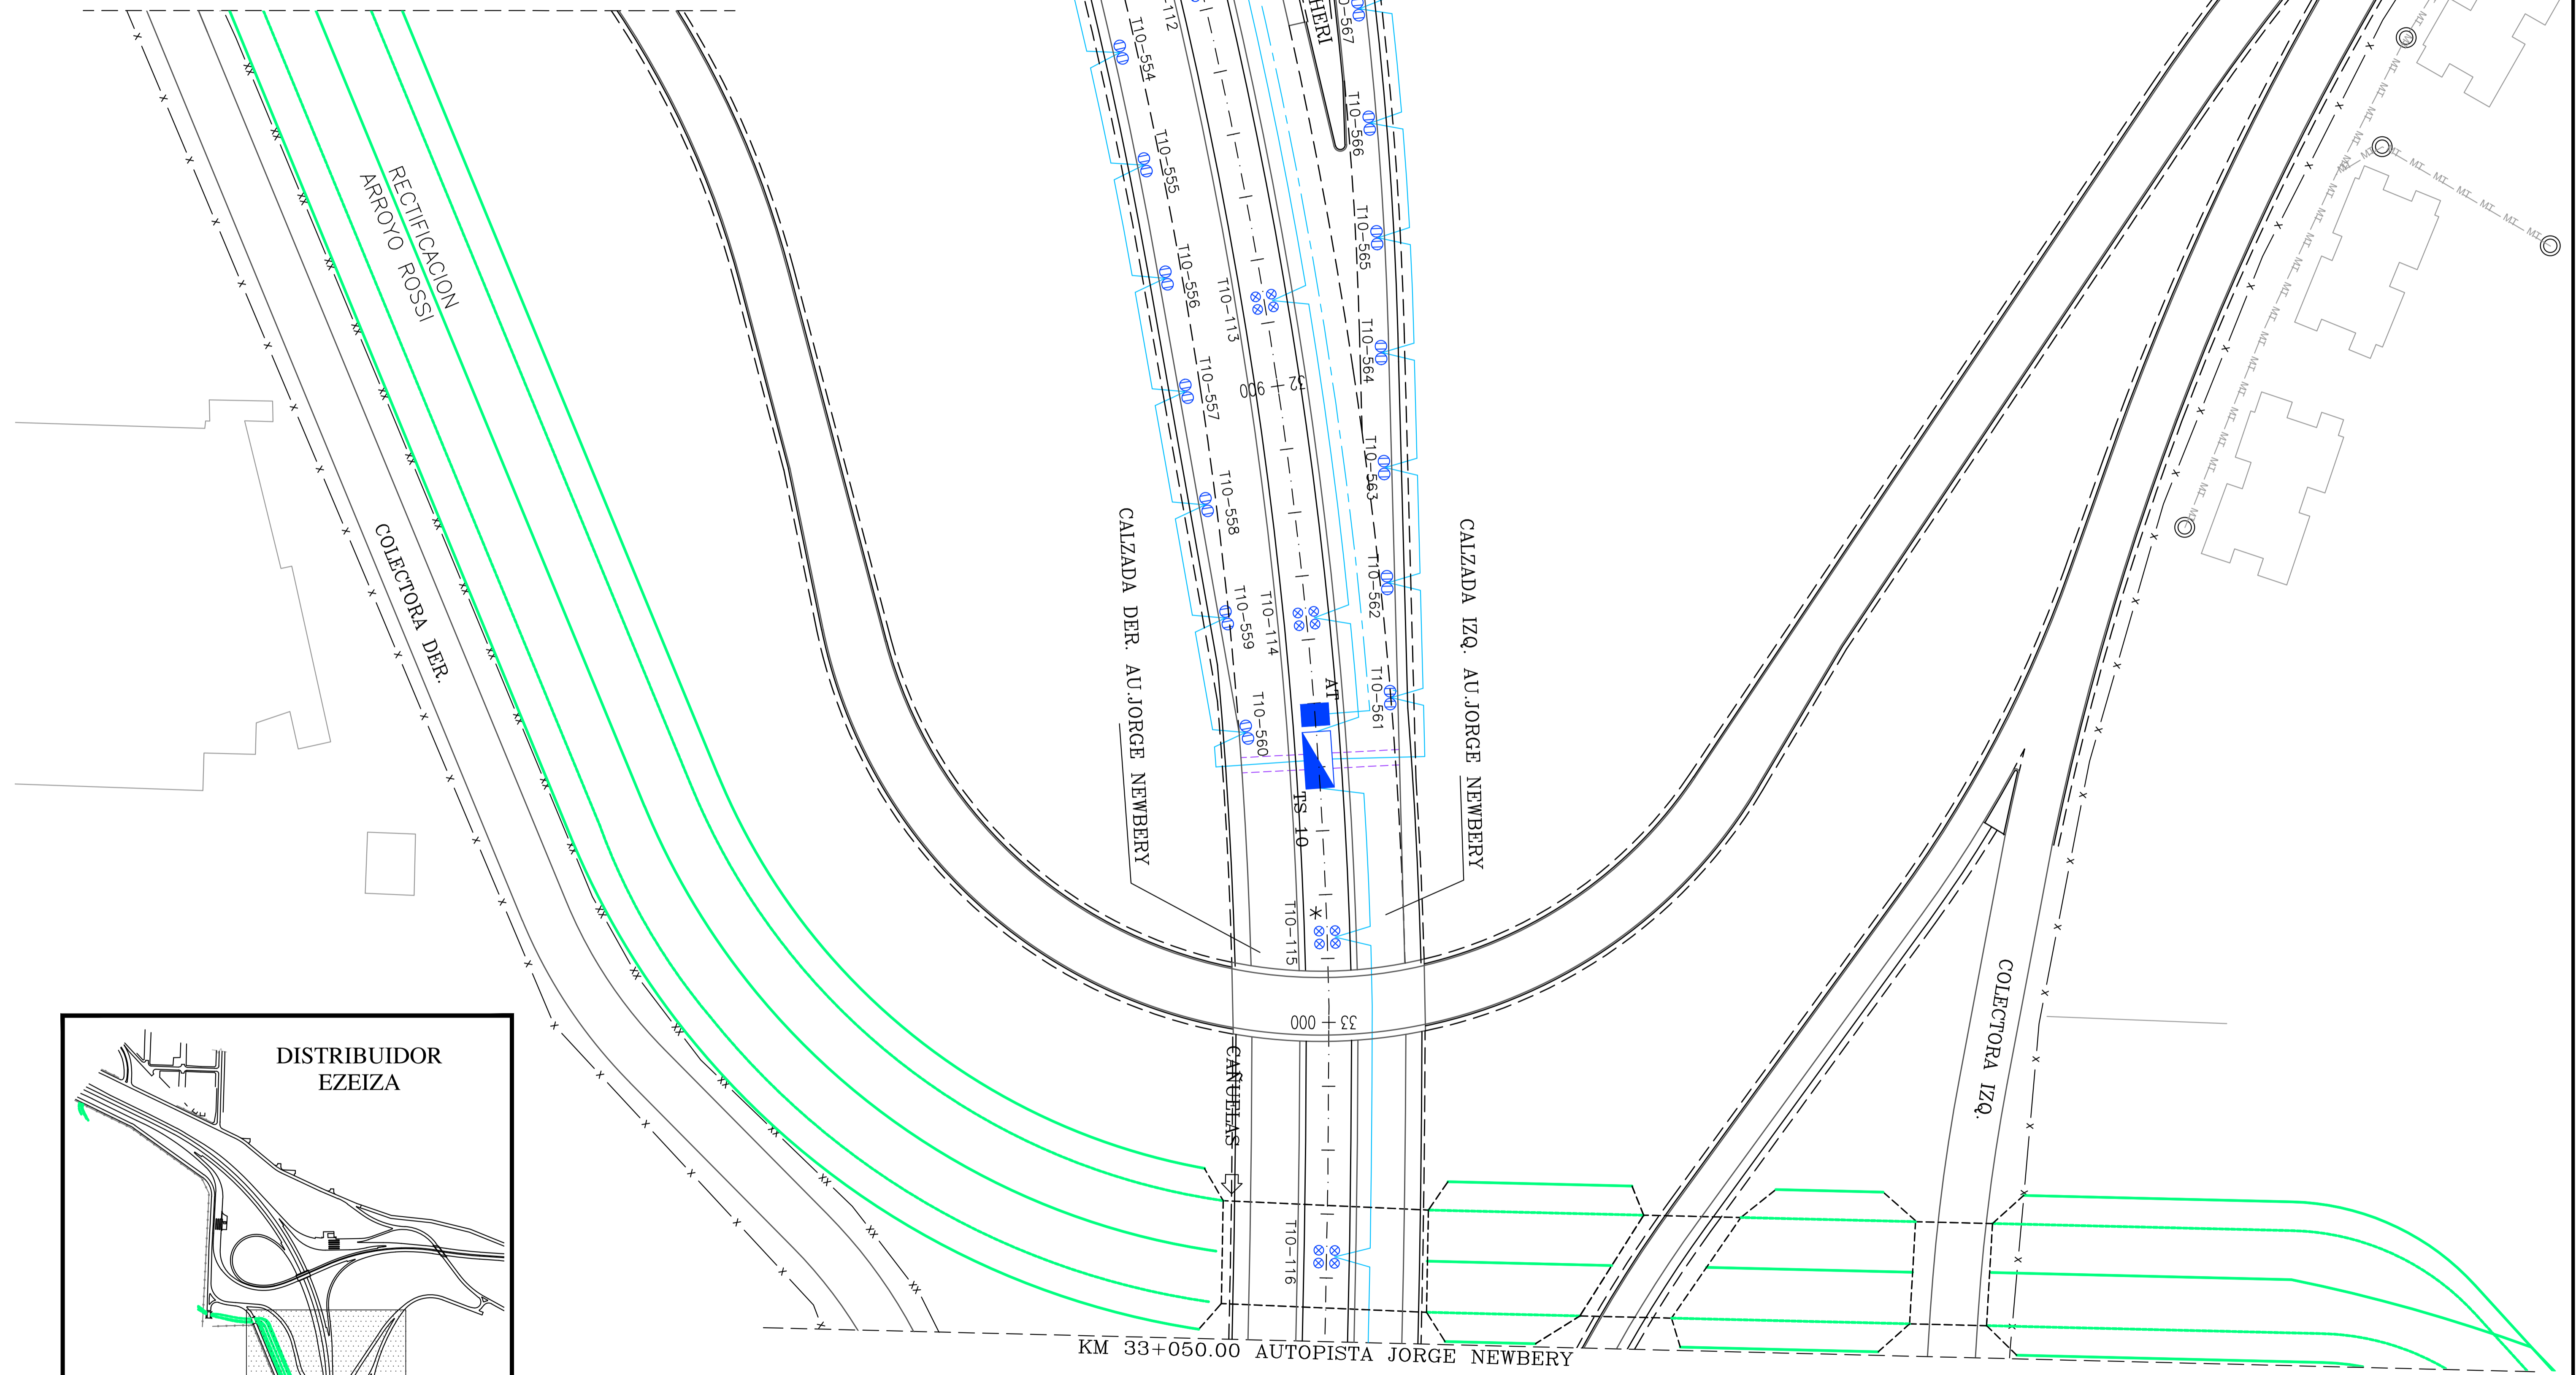 T10-554
T10-555
T10-556
T10-557
T10-558
T10-559
T10-560
T10-113
T10-114
T10-115
T10-116
T10-566
T10-565
T10-564
T10-563
T10-562
T10-561
RECTIFICACION
ARROYO ROSSI
COLECTORA DER.
CALZADA DER. AU.JORGE NEWBERY
CALZADA IZQ. AU.JORGE NEWBERY
AT
TS 10
*
33+000
CAÑUELAS
COLECTORA IZQ.
KM 33+050.00 AUTOPISTA JORGE NEWBERY
DISTRIBUIDOR
EZEIZA